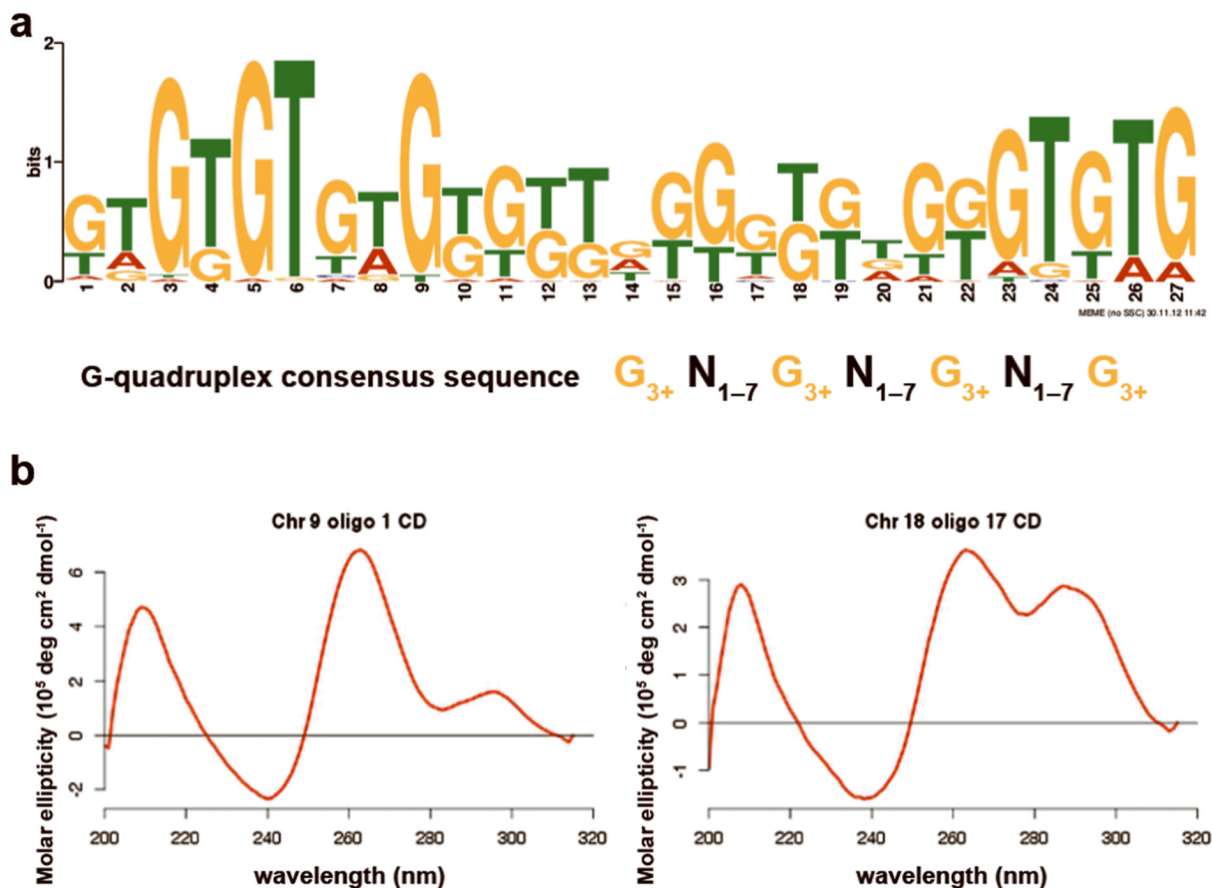 a
2
bits
1
0
GTGTGTGTGTGTTGGGGTGTGGGTGTG
1 2 3 4 5 6 7 8 9 10 11 12 13 14 15 16 17 18 19 20 21 22 23 24 25 26 27
MEME (no SSC) 30.11.12 11:42
G-quadruplex consensus sequence G3+ N1–7 G3+ N1–7 G3+ N1–7 G3+
b
Chr 9 oligo 1 CD
Molar ellipticity (10⁵ deg cm² dmol⁻¹)
6
4
2
0
-2
200 220 240 260 280 300 320
wavelength (nm)
Chr 18 oligo 17 CD
Molar ellipticity (10⁵ deg cm² dmol⁻¹)
3
2
1
0
-1
200 220 240 260 280 300 320
wavelength (nm)